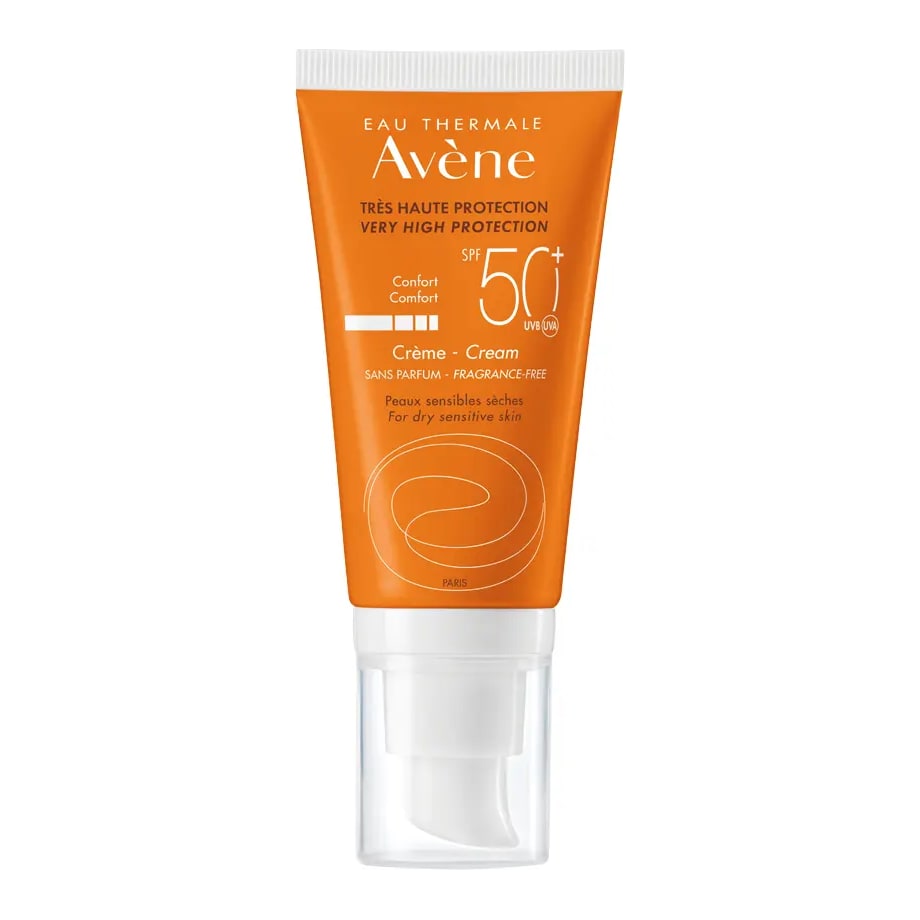 EAU THERMALE
Avène
TRÈS HAUTE PROTECTION
VERY HIGH PROTECTION
SPF 50+
UVB UVA
Confort
Comfort
Crème - Cream
SANS PARFUM - FRAGRANCE-FREE
Peaux sensibles sèches
For dry sensitive skin
PARIS